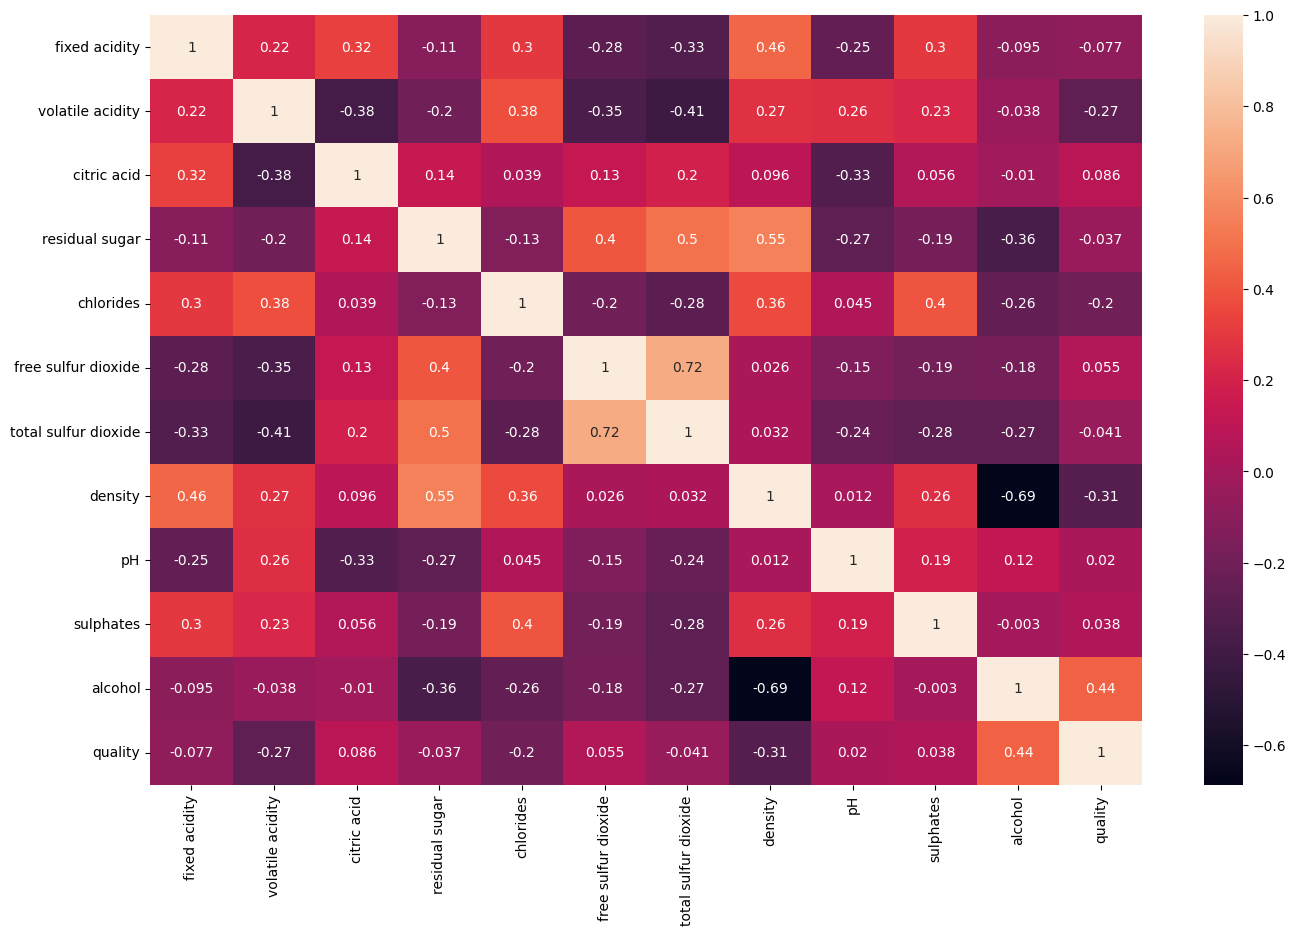 fixed acidity 1 0.22 0.32 -0.11 0.3 -0.28 -0.33 0.46 -0.25 0.3 -0.095 -0.077
volatile acidity 0.22 1 -0.38 -0.2 0.38 -0.35 -0.41 0.27 0.26 0.23 -0.038 -0.27
citric acid 0.32 -0.38 1 0.14 0.039 0.13 0.2 0.096 -0.33 0.056 -0.01 0.086
residual sugar -0.11 -0.2 0.14 1 -0.13 0.4 0.5 0.55 -0.27 -0.19 -0.36 -0.037
chlorides 0.3 0.38 0.039 -0.13 1 -0.2 -0.28 0.36 0.045 0.4 -0.26 -0.2
free sulfur dioxide -0.28 -0.35 0.13 0.4 -0.2 1 0.72 0.026 -0.15 -0.19 -0.18 0.055
total sulfur dioxide -0.33 -0.41 0.2 0.5 -0.28 0.72 1 0.032 -0.24 -0.28 -0.27 -0.041
density 0.46 0.27 0.096 0.55 0.36 0.026 0.032 1 0.012 0.26 -0.69 -0.31
pH -0.25 0.26 -0.33 -0.27 0.045 -0.15 -0.24 0.012 1 0.19 0.12 0.02
sulphates 0.3 0.23 0.056 -0.19 0.4 -0.19 -0.28 0.26 0.19 1 -0.003 0.038
alcohol -0.095 -0.038 -0.01 -0.36 -0.26 -0.18 -0.27 -0.69 0.12 -0.003 1 0.44
quality -0.077 -0.27 0.086 -0.037 -0.2 0.055 -0.041 -0.31 0.02 0.038 0.44 1
fixed acidity
volatile acidity
citric acid
residual sugar
chlorides
free sulfur dioxide
total sulfur dioxide
density
pH
sulphates
alcohol
quality
1.0
0.8
0.6
0.4
0.2
0.0
−0.2
−0.4
−0.6